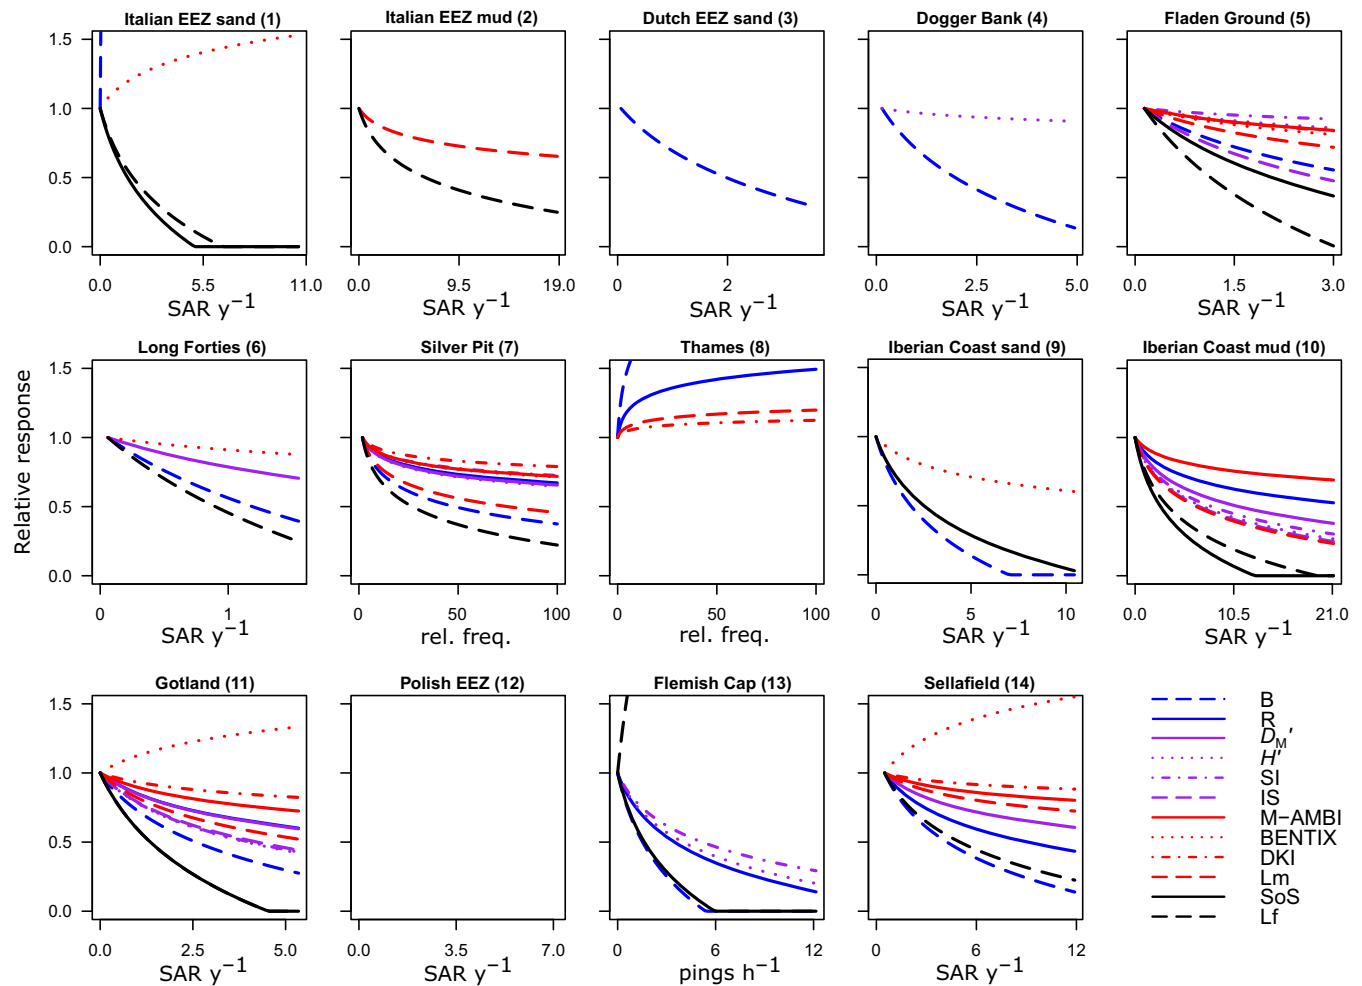 Italian EEZ sand (1)
Italian EEZ mud (2)
Dutch EEZ sand (3)
Dogger Bank (4)
Fladen Ground (5)
1.5
1.0
0.5
0.0
0.0 5.5 11.0
SAR y⁻¹
0.0 9.5 19.0
SAR y⁻¹
0 2
SAR y⁻¹
0.0 2.5 5.0
SAR y⁻¹
0.0 1.5 3.0
SAR y⁻¹
Relative response
Long Forties (6)
Silver Pit (7)
Thames (8)
Iberian Coast sand (9)
Iberian Coast mud (10)
1.5
1.0
0.5
0.0
0 1
SAR y⁻¹
0 50 100
rel. freq.
0 50 100
rel. freq.
0 5 10
SAR y⁻¹
0.0 10.5 21.0
SAR y⁻¹
Gotland (11)
Polish EEZ (12)
Flemish Cap (13)
Sellafield (14)
1.5
1.0
0.5
0.0
0.0 2.5 5.0
SAR y⁻¹
0.0 3.5 7.0
SAR y⁻¹
0 6 12
pings h⁻¹
0 6 12
SAR y⁻¹
B
R
D_M'
H'
SI
IS
M−AMBI
BENTIX
DKI
Lm
SoS
Lf